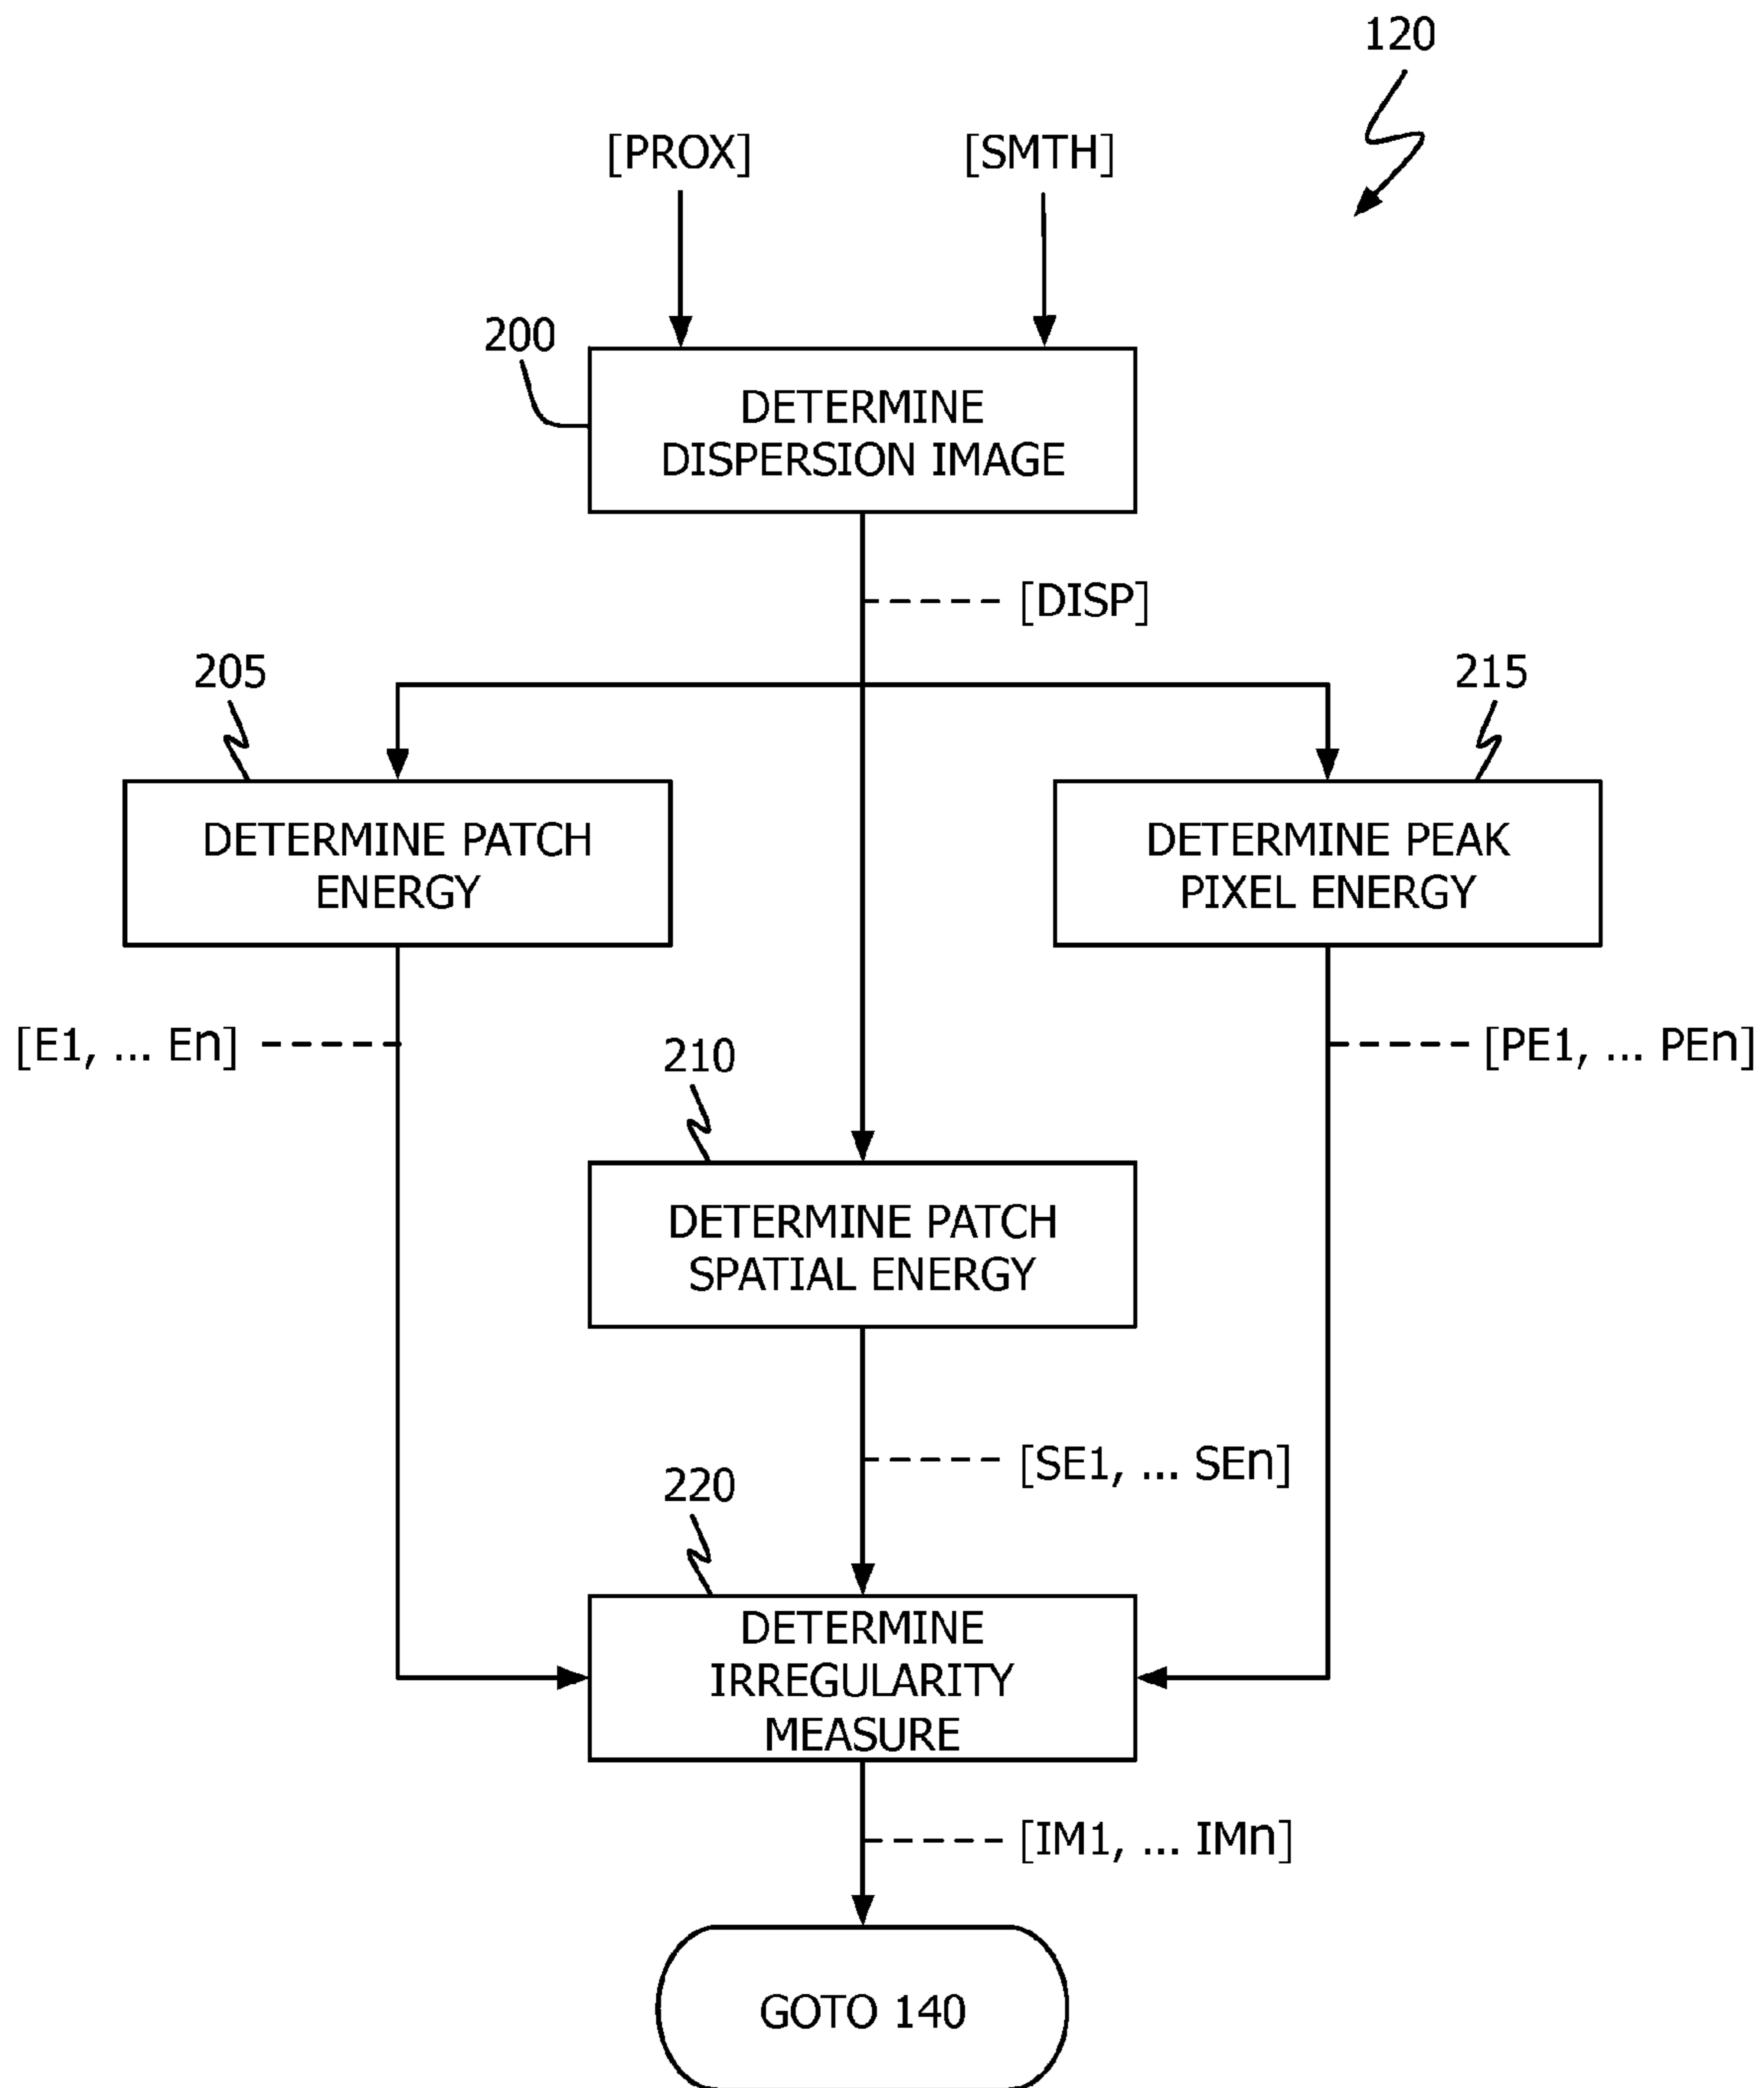 120
[PROX]
[SMTH]
200
DETERMINE
DISPERSION IMAGE
[DISP]
205
215
DETERMINE PATCH
ENERGY
DETERMINE PEAK
PIXEL ENERGY
[E1, ... En]
210
[PE1, ... PEn]
DETERMINE PATCH
SPATIAL ENERGY
[SE1, ... SEn]
220
DETERMINE
IRREGULARITY
MEASURE
[IM1, ... IMn]
GOTO 140